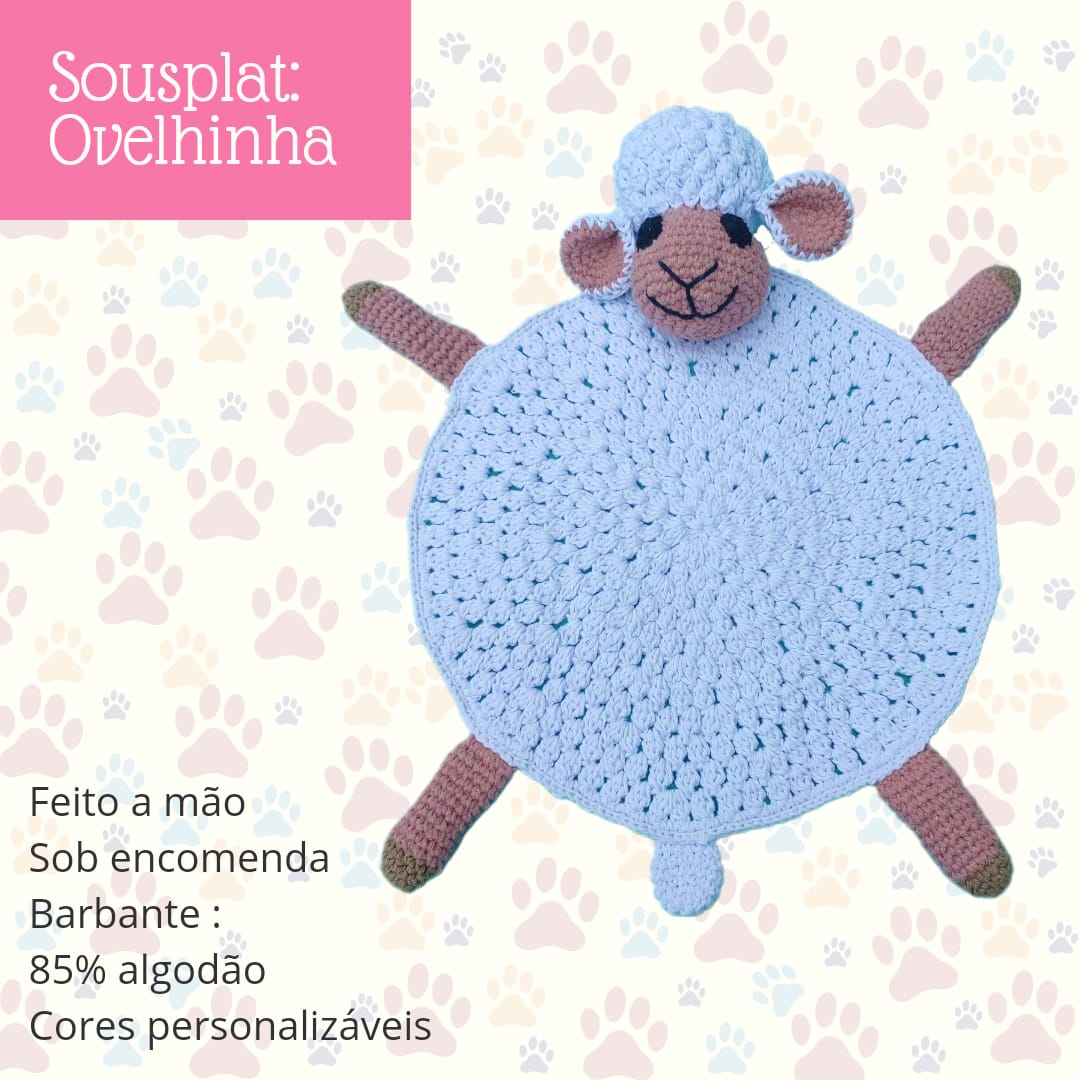 Sousplat:
Ovelhinha
Feito a mão
Sob encomenda
Barbante :
85% algodão
Cores personalizáveis